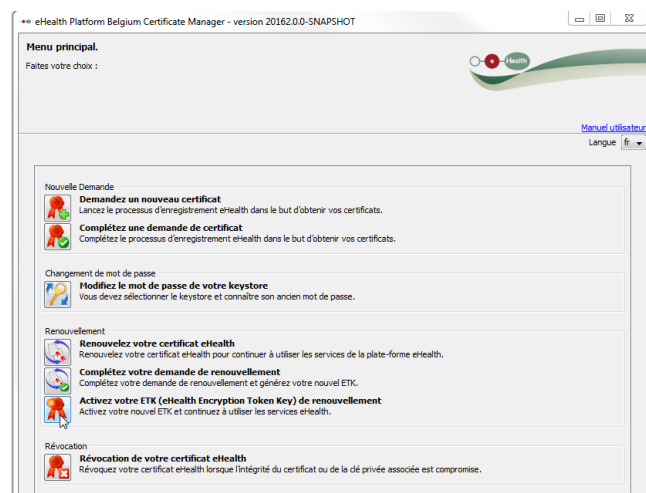 eHealth Platform Belgium Certificate Manager - version 20162.0.0-SNAPSHOT
Menu principal.
Faites votre choix :
Health
Manuel utilisateur
Langue fr
Nouvelle Demande
Demandez un nouveau certificat
Lancez le processus d'enregistrement eHealth dans le but d'obtenir vos certificats.
Complétez une demande de certificat
Complétez le processus d'enregistrement eHealth dans le but d'obtenir vos certificats.
Changement de mot de passe
Modifiez le mot de passe de votre keystore
Vous devez sélectionner le keystore et connaître son ancien mot de passe.
Renouvellement
Renouvelez votre certificat eHealth
Renouvelez votre certificat eHealth pour continuer à utiliser les services de la plate-forme eHealth.
Complétez votre demande de renouvellement
Complétez votre demande de renouvellement et générez votre nouvel ETK.
Activez votre ETK (eHealth Encryption Token Key) de renouvellement
Activez votre nouvel ETK et continuez à utiliser les services eHealth.
Révocation
Révocation de votre certificat eHealth
Révoquez votre certificat eHealth lorsque l'intégrité du certificat ou de la clé privée associée est compromise.